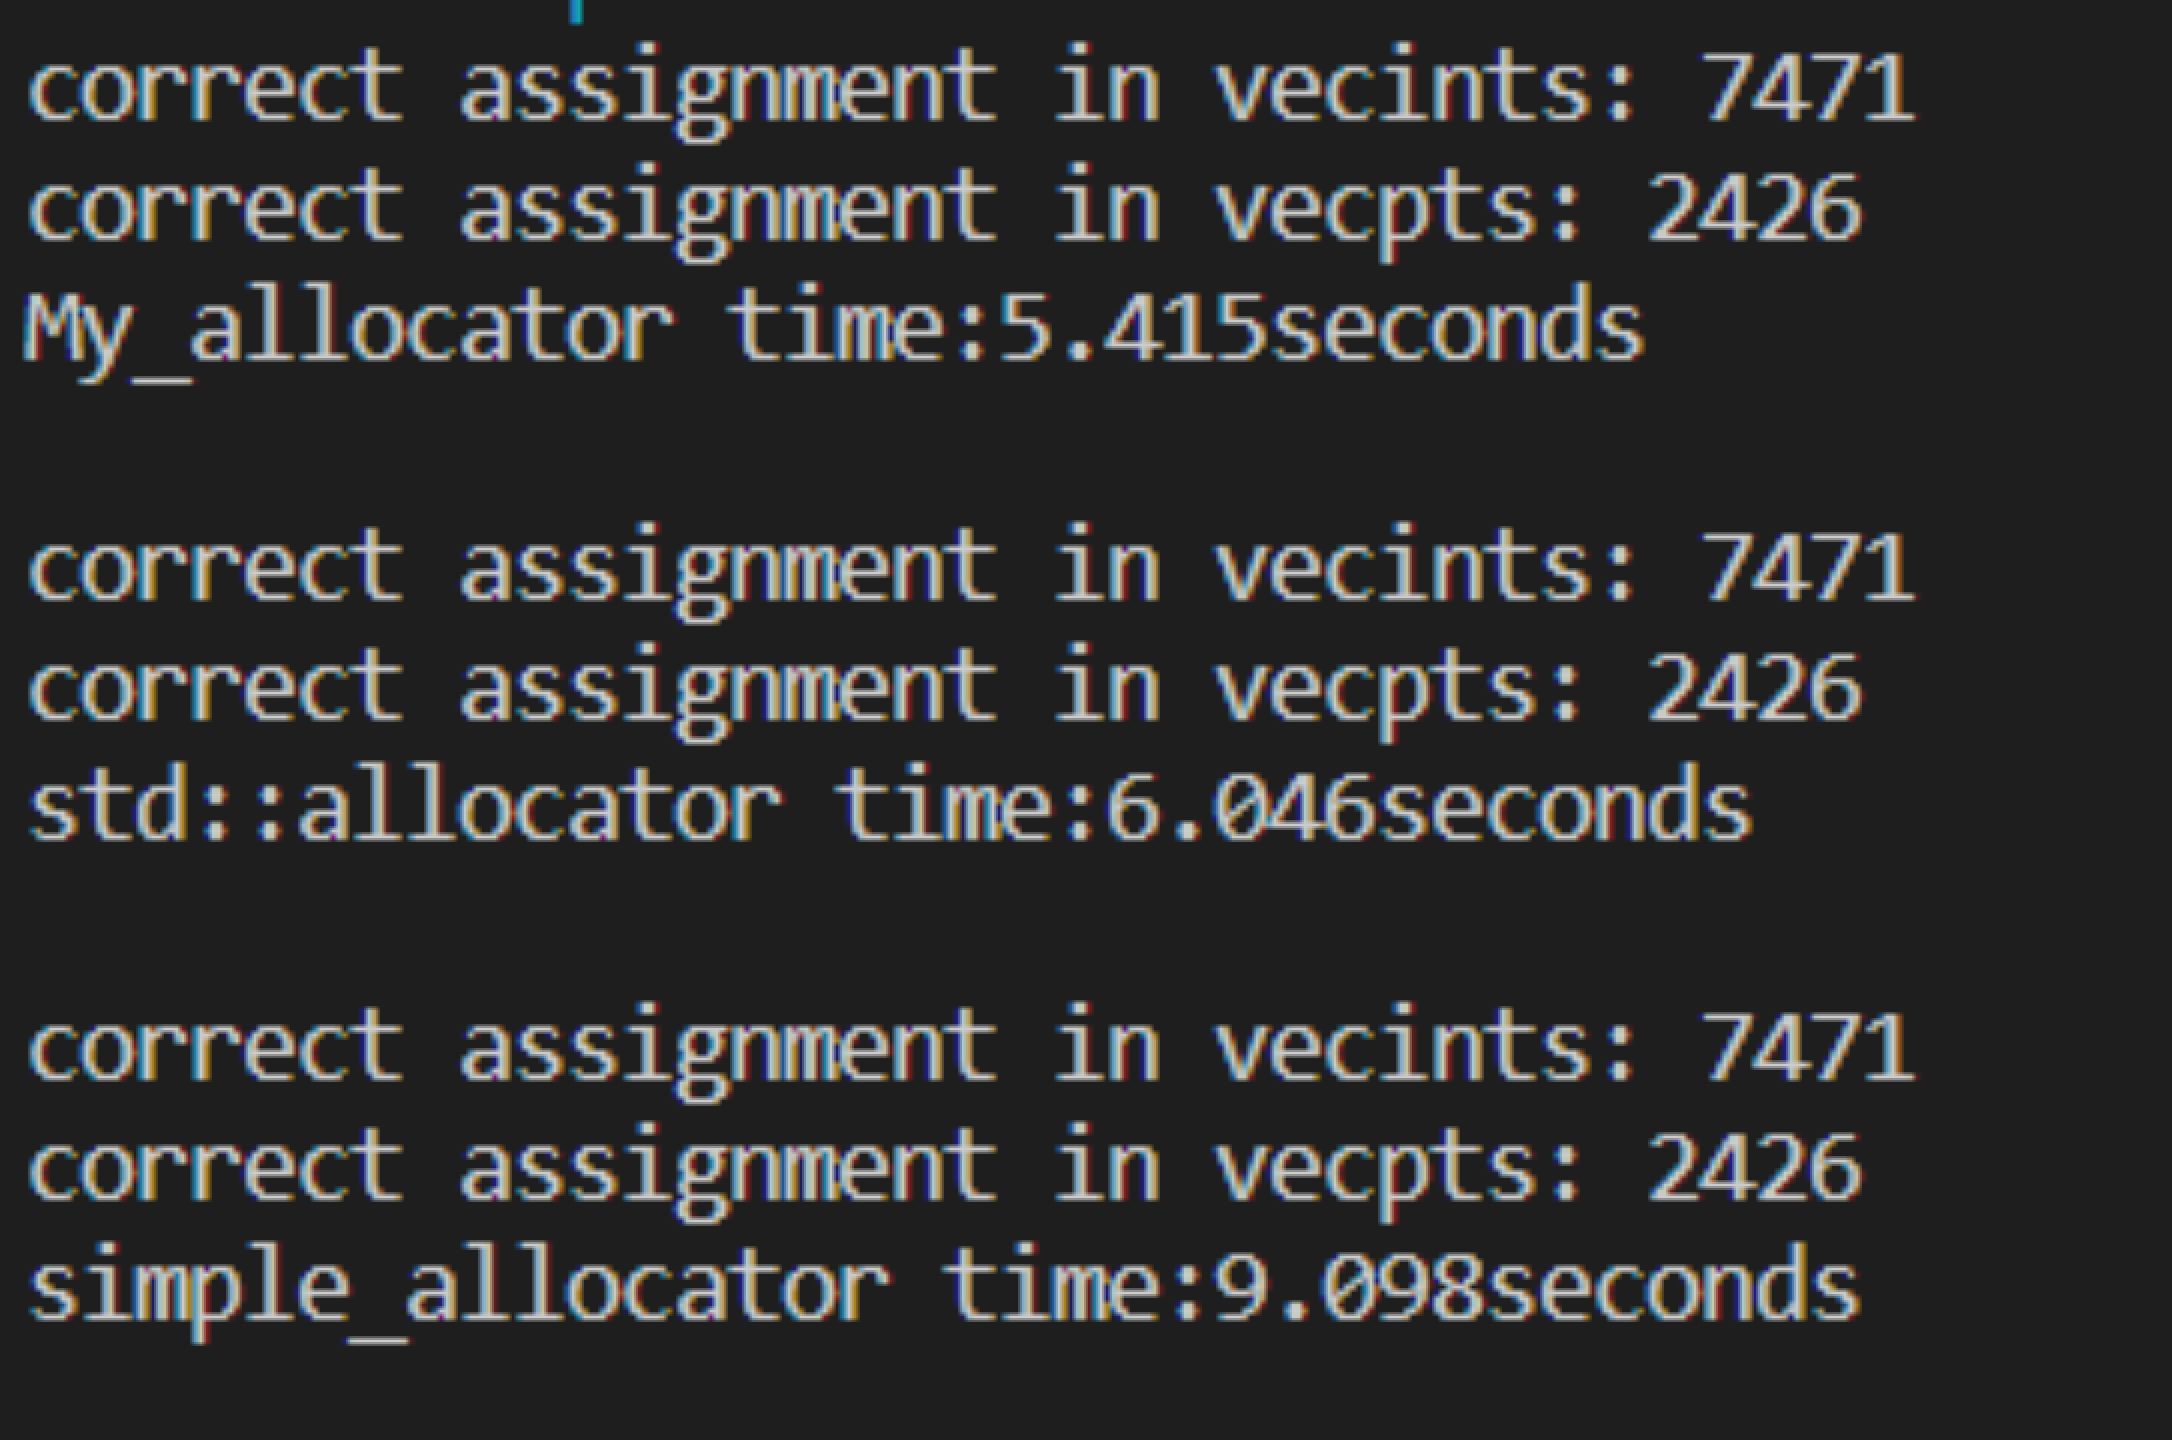 correct assignment in vecints: 7471
correct assignment in vecpts: 2426
My_allocator time:5.415seconds
correct assignment in vecints: 7471
correct assignment in vecpts: 2426
std::allocator time:6.046seconds
correct assignment in vecints: 7471
correct assignment in vecpts: 2426
simple_allocator time:9.098seconds